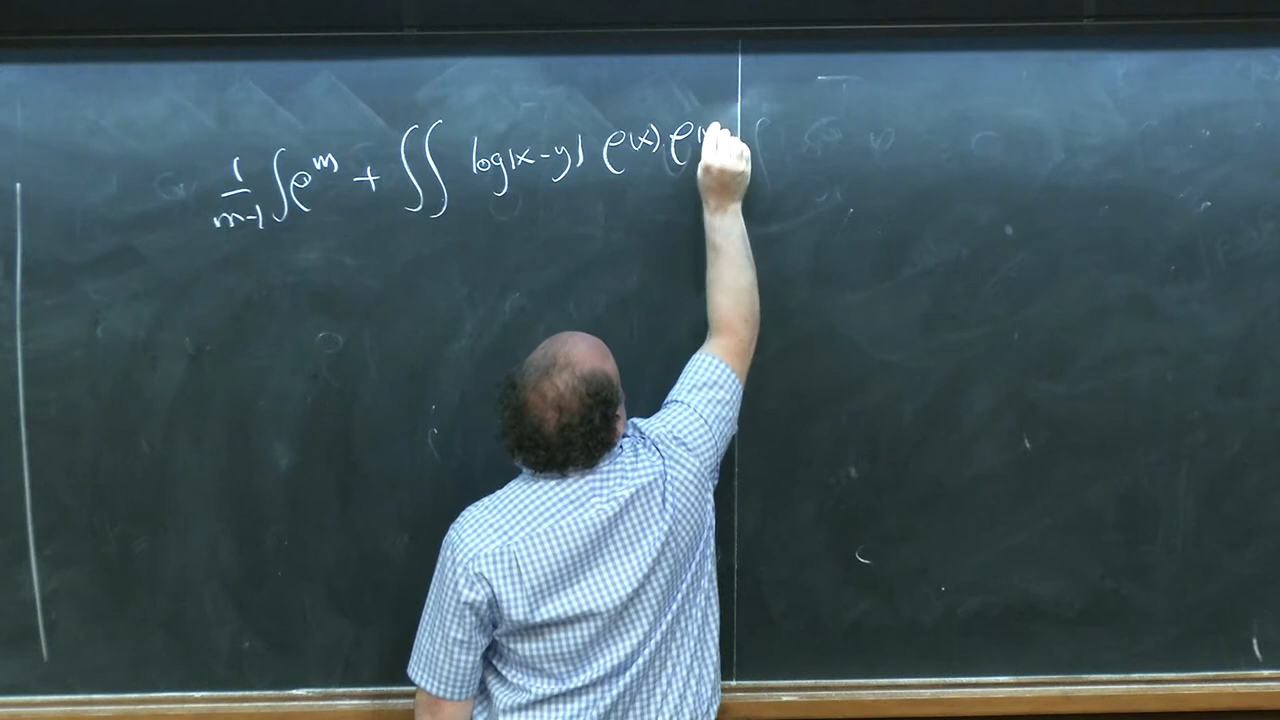 1/(m-1) ∫ρ^m + ∬ log|x-y| ρ(x) ρ(